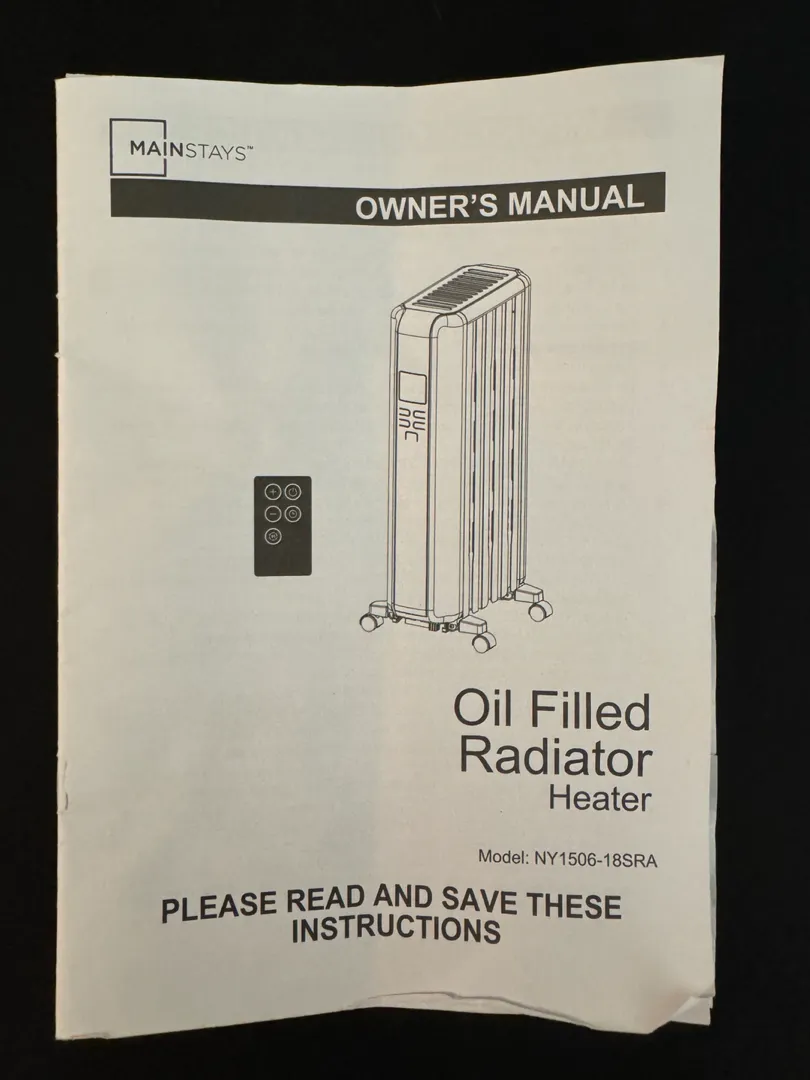 MAINSTAYS™
OWNER'S MANUAL
Oil Filled
Radiator
Heater
Model: NY1506-18SRA
PLEASE READ AND SAVE THESE
INSTRUCTIONS